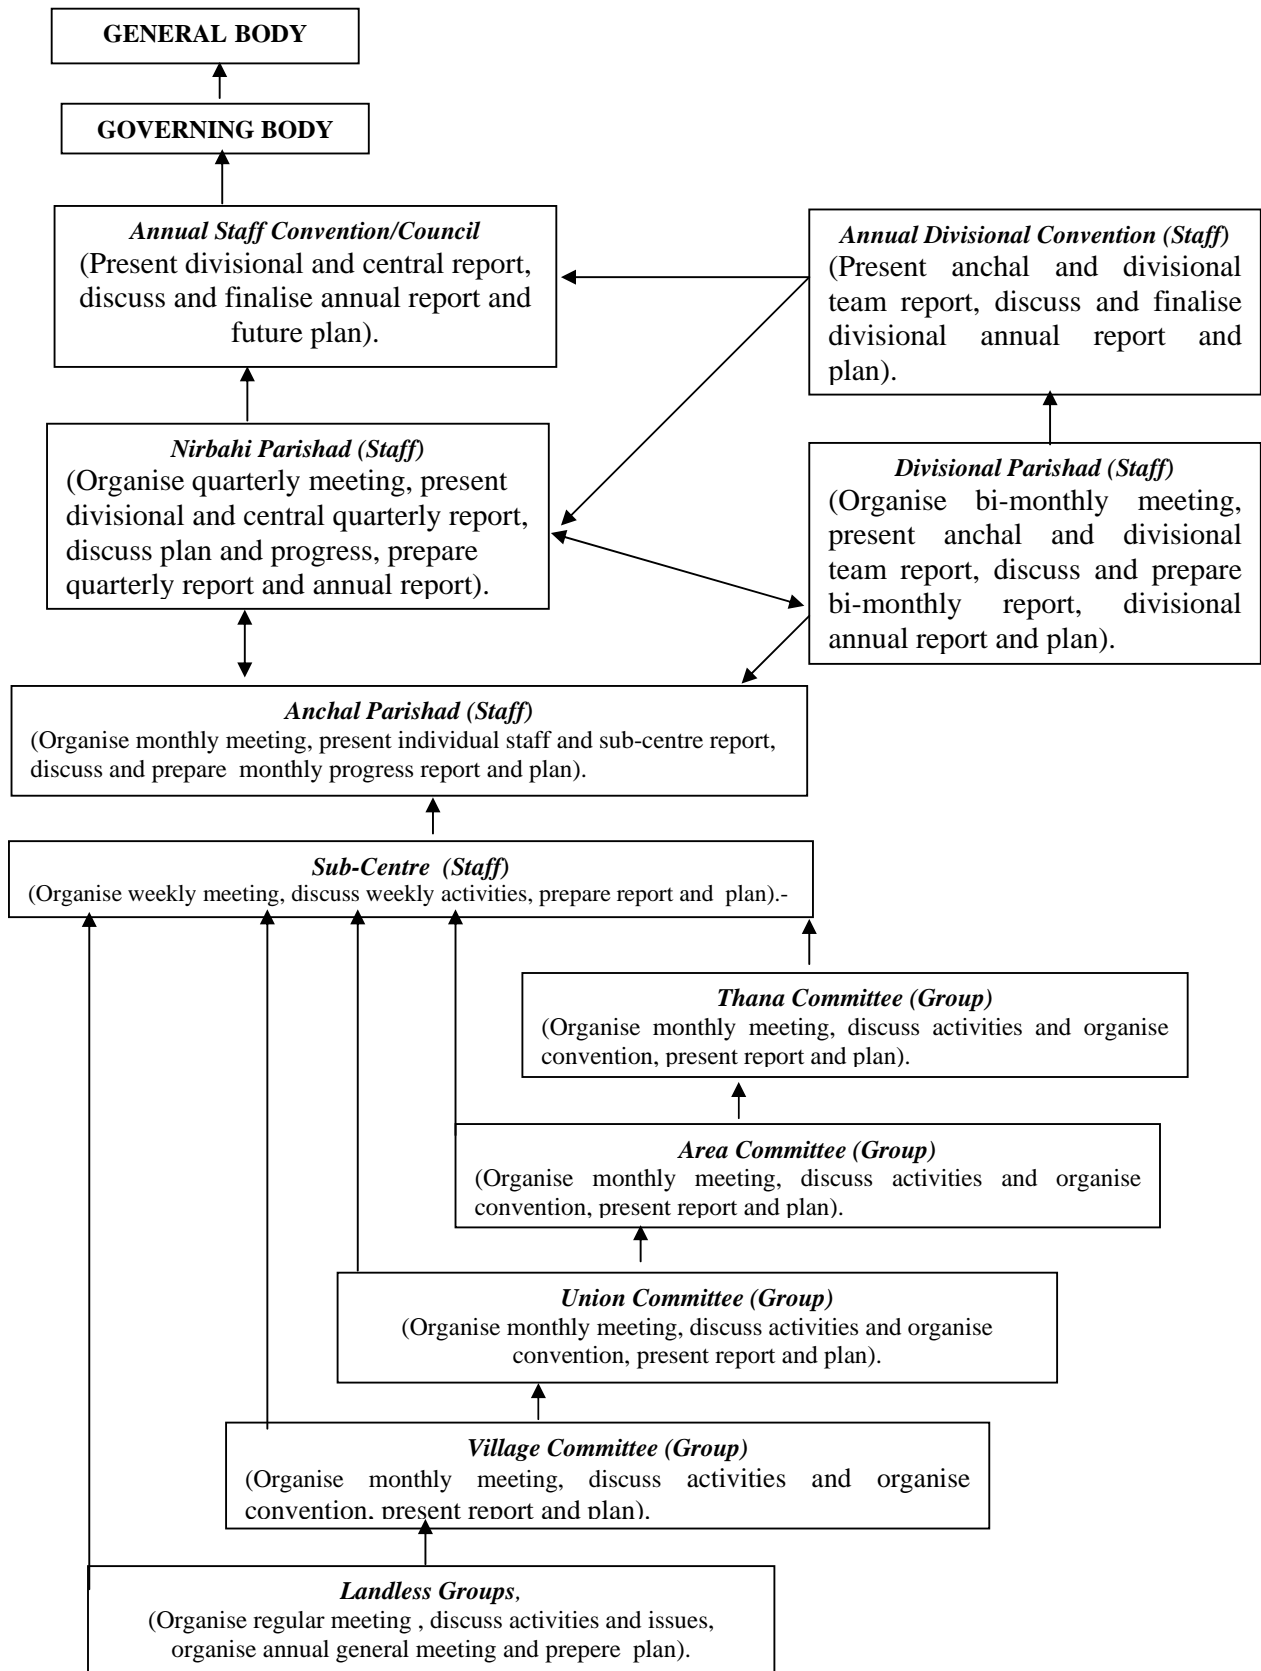 GENERAL BODY
GOVERNING BODY
Annual Staff Convention/Council
(Present divisional and central report,
discuss and finalise annual report and
future plan).
Annual Divisional Convention (Staff)
(Present anchal and divisional
team report, discuss and finalise
divisional annual report and
plan).
Nirbahi Parishad (Staff)
(Organise quarterly meeting, present
divisional and central quarterly report,
discuss plan and progress, prepare
quarterly report and annual report).
Divisional Parishad (Staff)
(Organise bi-monthly meeting,
present anchal and divisional
team report, discuss and prepare
bi-monthly report, divisional
annual report and plan).
Anchal Parishad (Staff)
(Organise monthly meeting, present individual staff and sub-centre report,
discuss and prepare monthly progress report and plan).
Sub-Centre (Staff)
(Organise weekly meeting, discuss weekly activities, prepare report and plan).-
Thana Committee (Group)
(Organise monthly meeting, discuss activities and organise
convention, present report and plan).
Area Committee (Group)
(Organise monthly meeting, discuss activities and organise
convention, present report and plan).
Union Committee (Group)
(Organise monthly meeting, discuss activities and organise
convention, present report and plan).
Village Committee (Group)
(Organise monthly meeting, discuss activities and organise
convention, present report and plan).
Landless Groups,
(Organise regular meeting , discuss activities and issues,
organise annual general meeting and prepere plan).